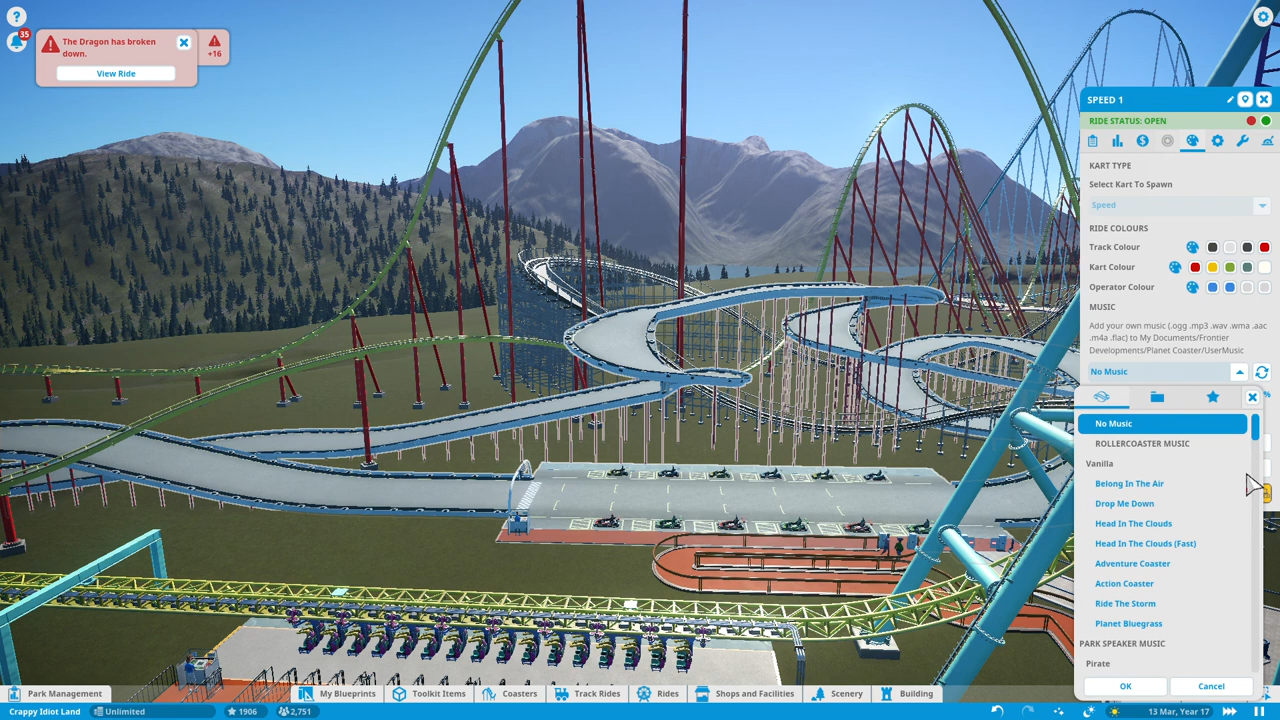 ?
35
The Dragon has broken
down.
View Ride
+16
SPEED 1
RIDE STATUS: OPEN
KART TYPE
Select Kart To Spawn
Speed
RIDE COLOURS
Track Colour
Kart Colour
Operator Colour
MUSIC
Add your own music (.ogg .mp3 .wav .wma .aac
.m4a .flac) to My Documents/Frontier
Developments/Planet Coaster/UserMusic
No Music
No Music
ROLLERCOASTER MUSIC
Vanilla
Belong In The Air
Drop Me Down
Head In The Clouds
Head In The Clouds (Fast)
Adventure Coaster
Action Coaster
Ride The Storm
Planet Bluegrass
PARK SPEAKER MUSIC
Pirate
OK
Cancel
Park Management
My Blueprints
Toolkit Items
Coasters
Track Rides
Rides
Shops and Facilities
Scenery
Building
Crappy Idiot Land
Unlimited
1906
2,751
13 Mar, Year 17